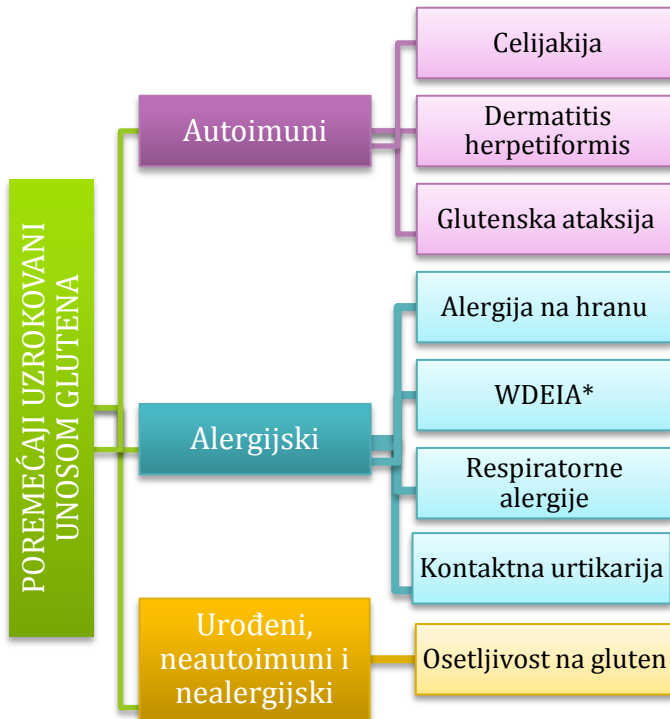 POREMEĆAJI UZROKOVANI
UNOSOM GLUTENA
Autoimuni
Celijakija
Dermatitis
herpetiformis
Glutenska ataksija
Alergijski
Alergija na hranu
WDEIA*
Respiratorne
alergije
Kontaktna urtikarija
Urođeni,
neautoimuni i
nealergijski
Osetljivost na gluten